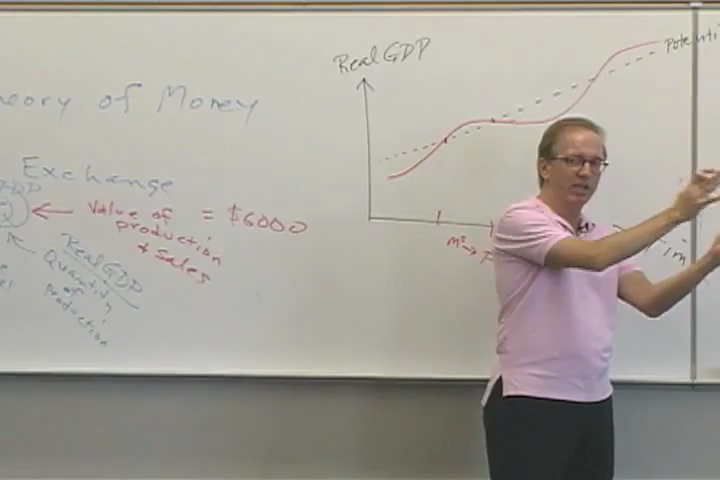 eory of Money
Exchange
Value of
production
+ Sales
= $6000
Real GDP
Quantity
of
production
Real GDP
Potenti